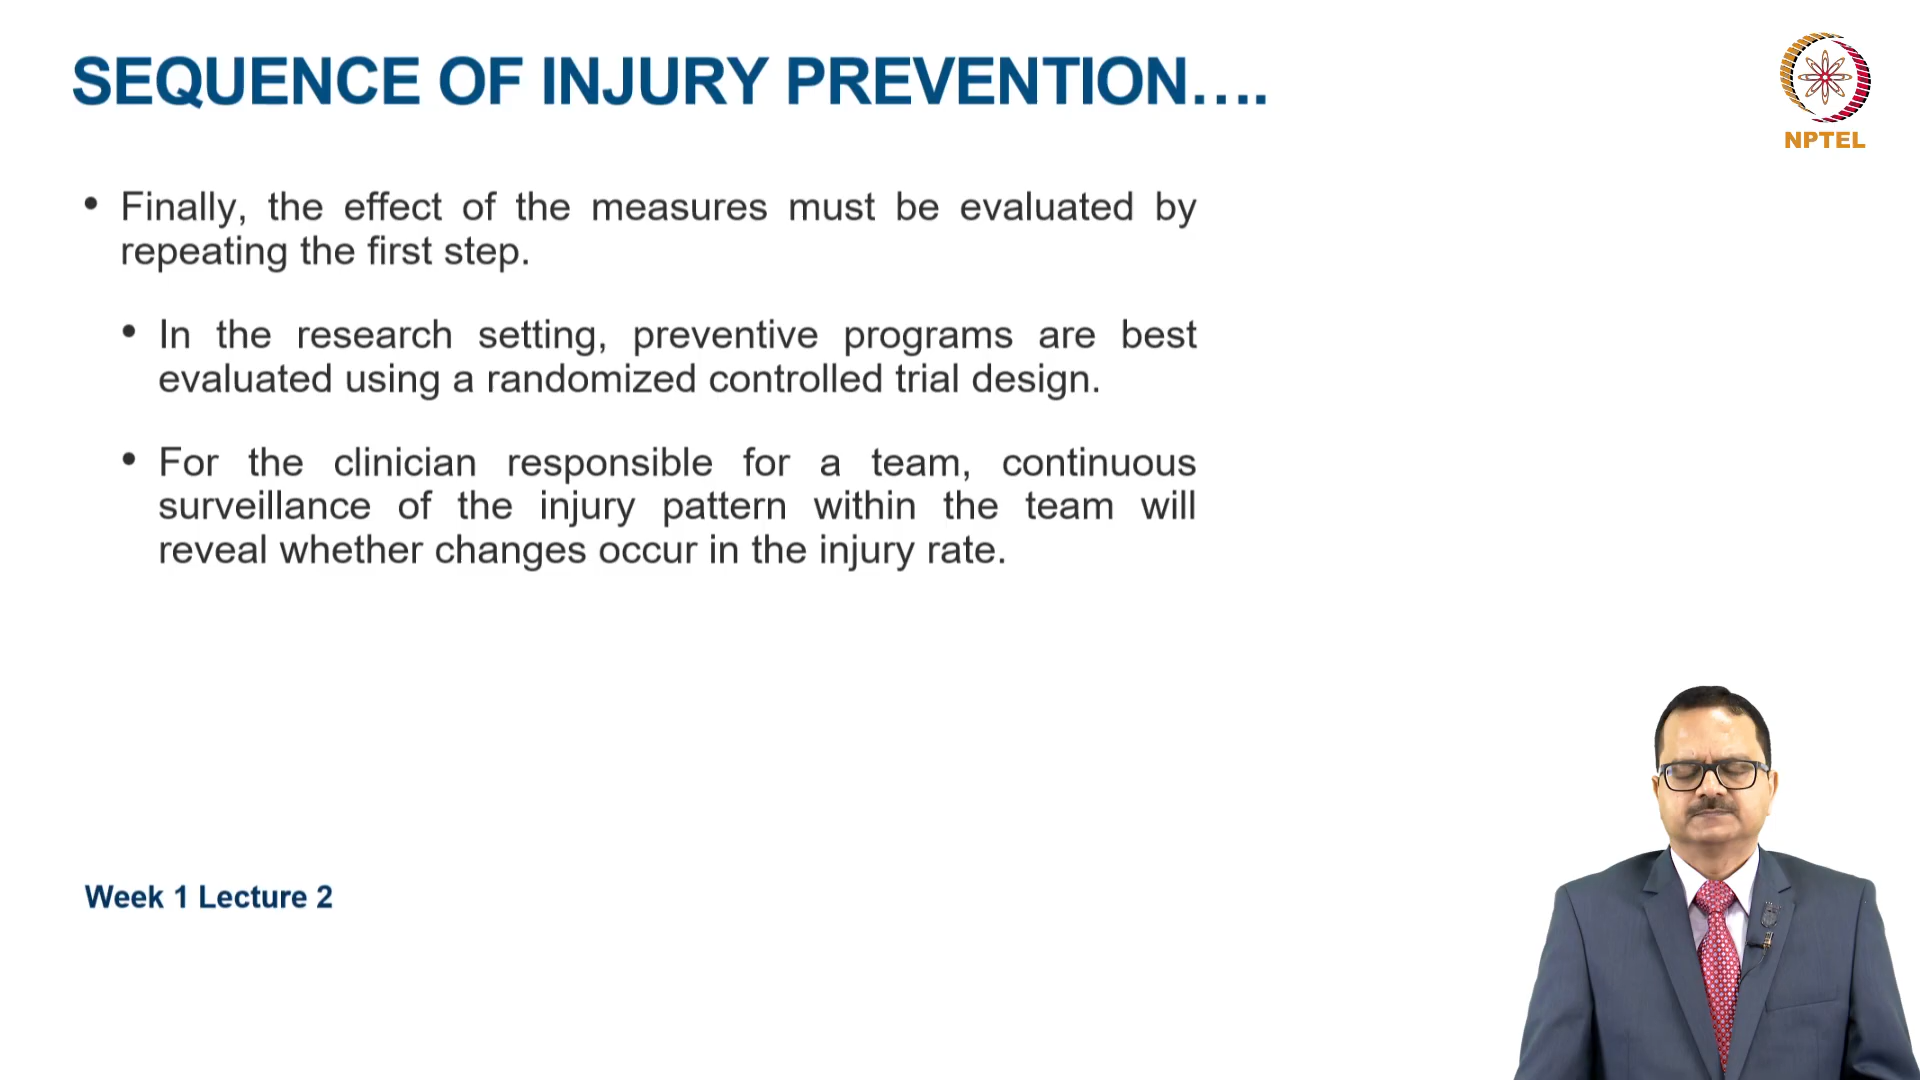 SEQUENCE OF INJURY PREVENTION....
NPTEL
• Finally, the effect of the measures must be evaluated by
repeating the first step.
• In the research setting, preventive programs are best
evaluated using a randomized controlled trial design.
• For the clinician responsible for a team, continuous
surveillance of the injury pattern within the team will
reveal whether changes occur in the injury rate.
Week 1 Lecture 2